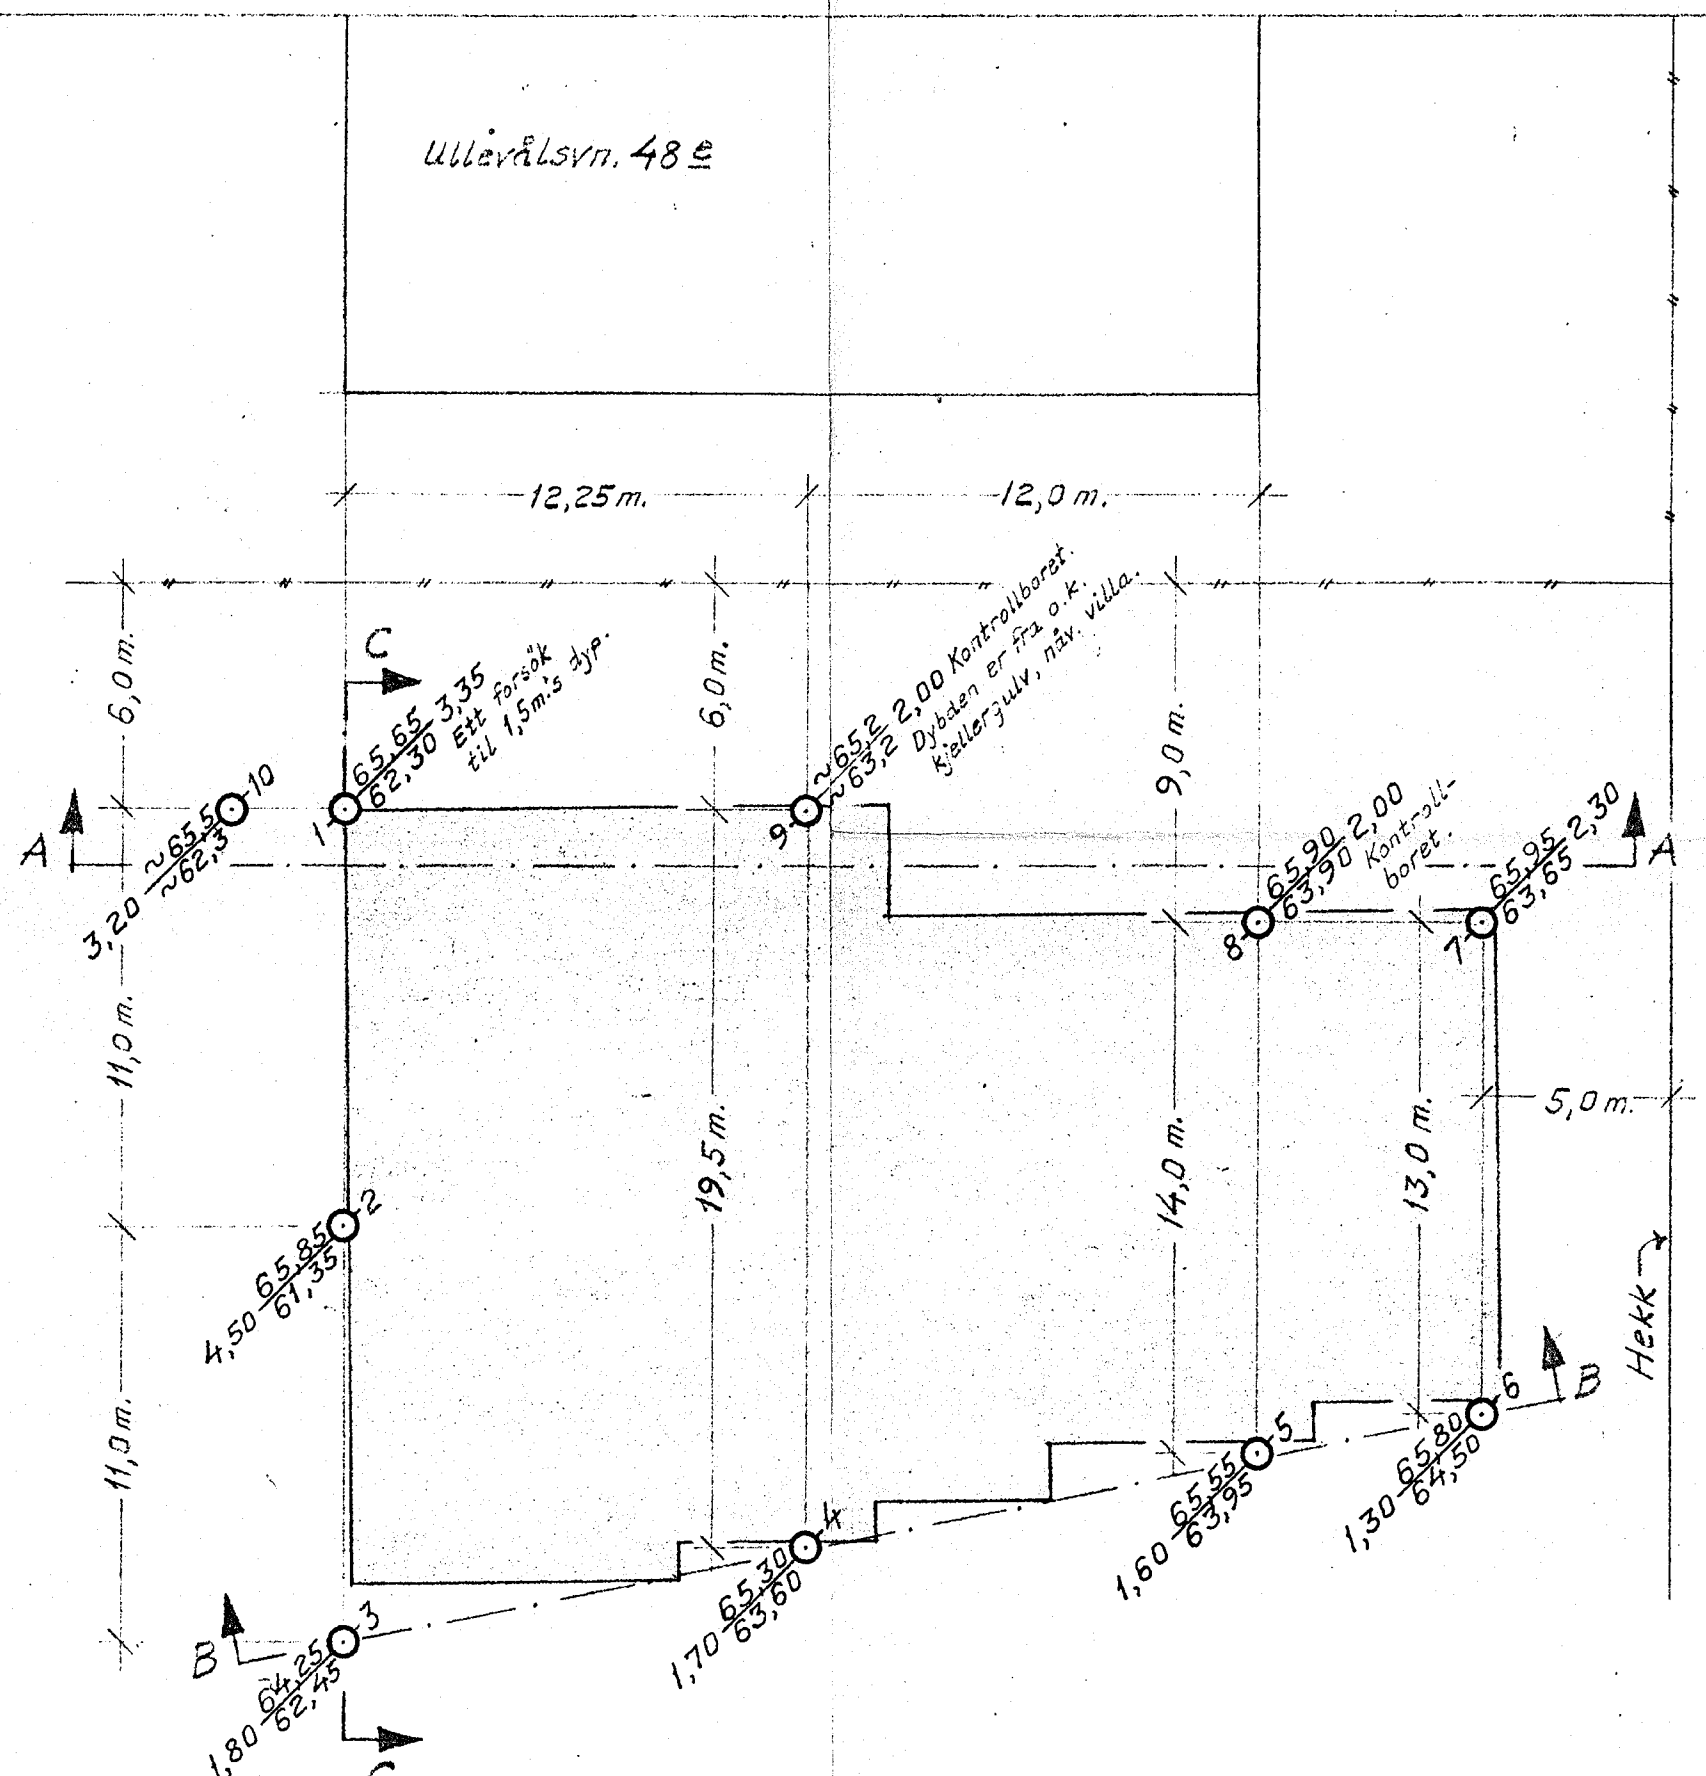 Ullevålsvn. 48 e
12,25 m.
12,0 m.
6,0 m.
C
65,65 3,35
62,30 Ett forsök
til 1,5m:s dyp.
1
6,0 m.
~65,2 2,00 Kontrollboret.
~63,2 Dybden er fra o.k.
kjellergulv, nåv. villa.
9
9,0 m.
65,90 2,00
63,90 Kontroll-
boret.
8
65,95 2,30
63,65
7
A
A
10
3,20 ~65,5
~62,3
11,0 m.
2
4,50 65,85
61,35
19,5 m.
14,0 m.
13,0 m.
5,0 m.
Hekk
11,0 m.
B
6
1,30 65,80
64,50
5
1,60 65,55
63,95
4
1,70 65,30
63,60
B
3
1,80 64,25
62,45
C